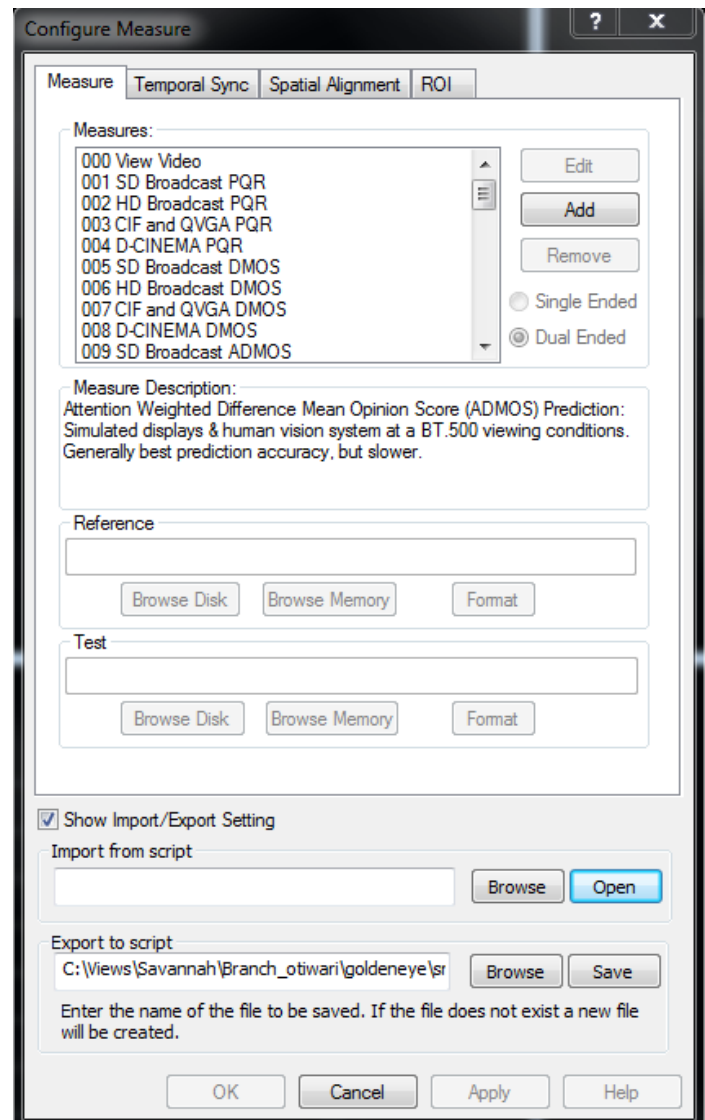 Configure Measure
?
X
Measure
Temporal Sync
Spatial Alignment
ROI
Measures:
000 View Video
001 SD Broadcast PQR
002 HD Broadcast PQR
003 CIF and QVGA PQR
004 D-CINEMA PQR
005 SD Broadcast DMOS
006 HD Broadcast DMOS
007 CIF and QVGA DMOS
008 D-CINEMA DMOS
009 SD Broadcast ADMOS
Edit
Add
Remove
Single Ended
Dual Ended
Measure Description:
Attention Weighted Difference Mean Opinion Score (ADMOS) Prediction:
Simulated displays & human vision system at a BT.500 viewing conditions.
Generally best prediction accuracy, but slower.
Reference
Browse Disk
Browse Memory
Format
Test
Browse Disk
Browse Memory
Format
Show Import/Export Setting
Import from script
Browse
Open
Export to script
C:\Views\Savannah\Branch_otiwari\goldeneye\sr
Browse
Save
Enter the name of the file to be saved. If the file does not exist a new file
will be created.
OK
Cancel
Apply
Help